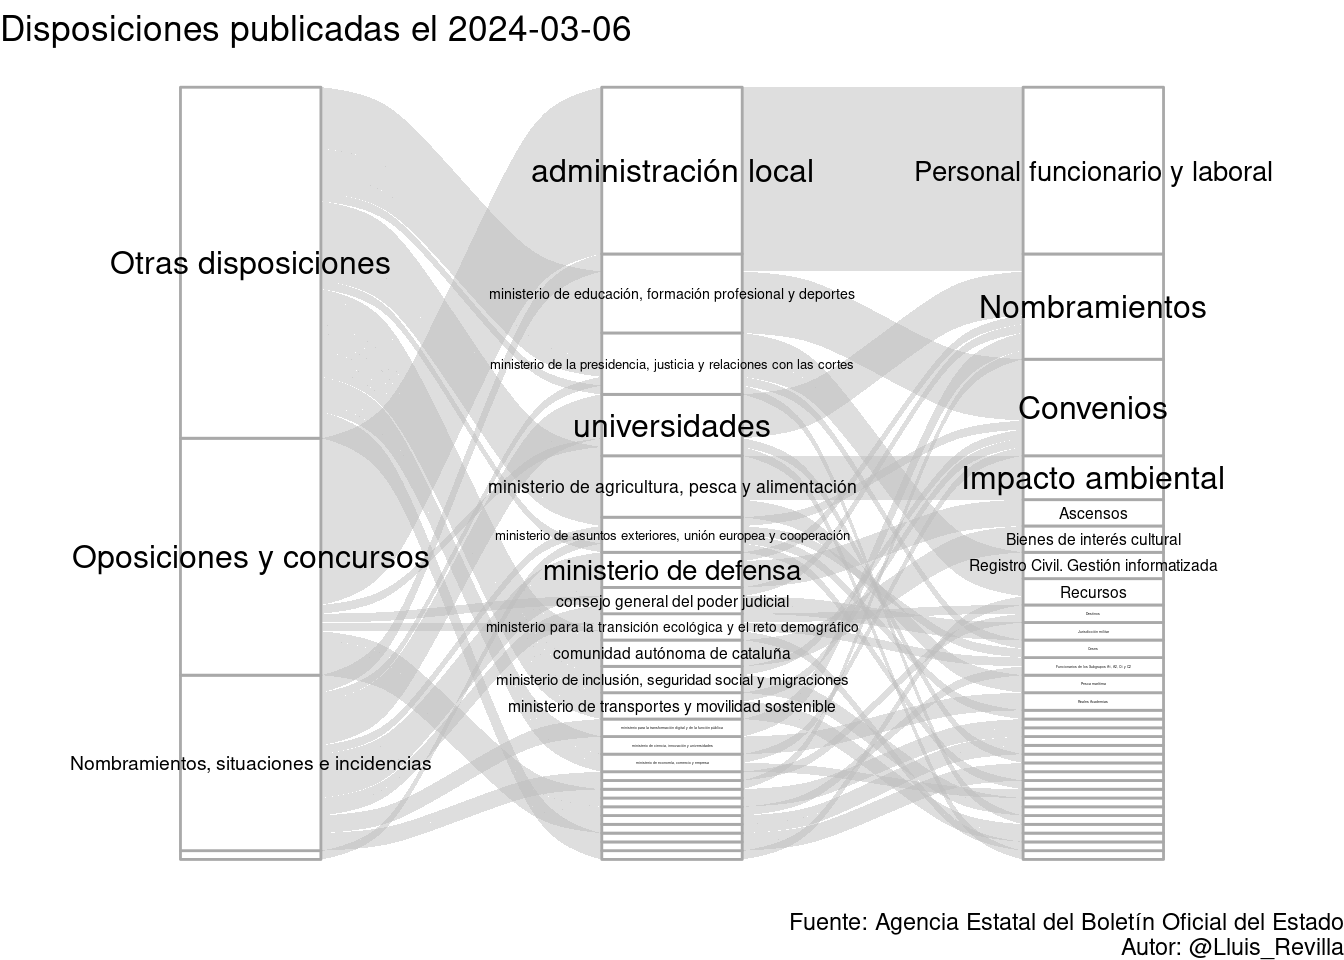 Disposiciones publicadas el 2024-03-06
Otras disposiciones
Oposiciones y concursos
Nombramientos, situaciones e incidencias
administración local
ministerio de educación, formación profesional y deportes
ministerio de la presidencia, justicia y relaciones con las cortes
universidades
ministerio de agricultura, pesca y alimentación
ministerio de asuntos exteriores, unión europea y cooperación
ministerio de defensa
consejo general del poder judicial
ministerio para la transición ecológica y el reto demográfico
comunidad autónoma de cataluña
ministerio de inclusión, seguridad social y migraciones
ministerio de transportes y movilidad sostenible
ministerio para la transformación digital y de la función pública
ministerio de ciencia, innovación y universidades
ministerio de economía, comercio y empresa
Personal funcionario y laboral
Nombramientos
Convenios
Impacto ambiental
Ascensos
Bienes de interés cultural
Registro Civil. Gestión informatizada
Recursos
Destinos
Jurisdicción militar
Ceses
Funcionarios de los Subgrupos A1, A2, C1 y C2
Pesca marítima
Reales Academias
Fuente: Agencia Estatal del Boletín Oficial del Estado
Autor: @Lluis_Revilla